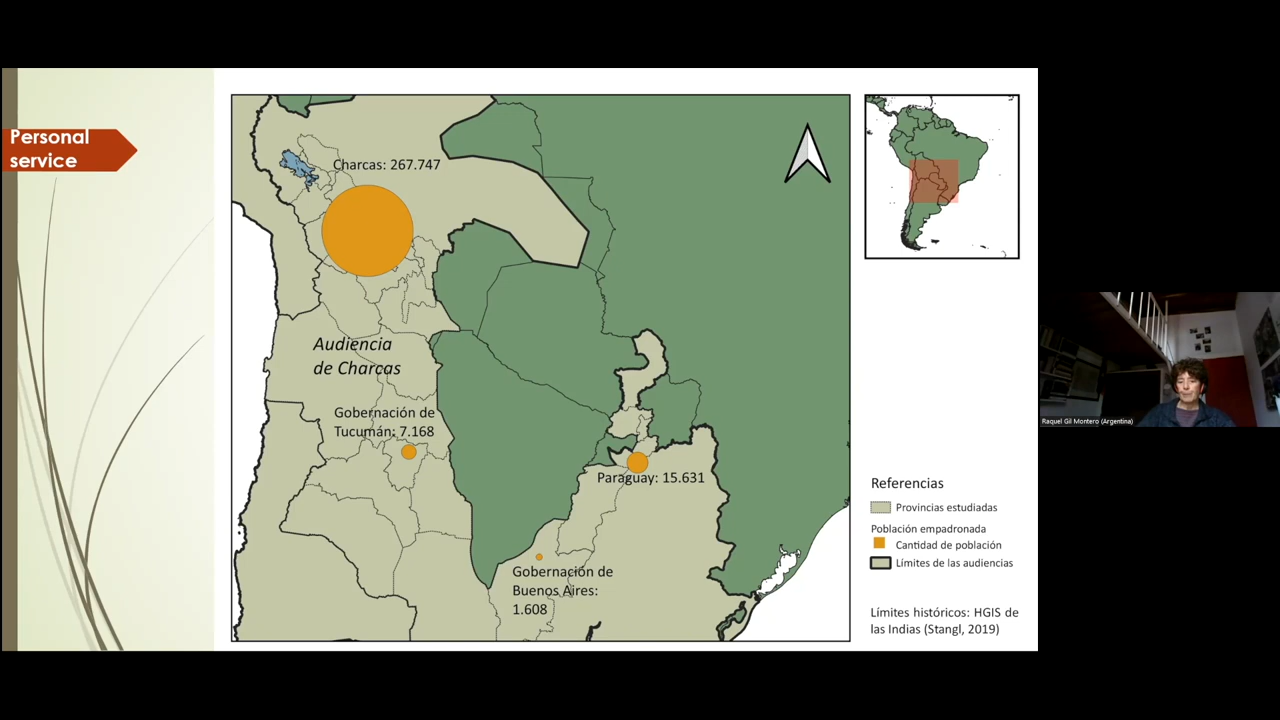 Personal
service
Charcas: 267.747
Audiencia
de Charcas
Gobernación de
Tucumán: 7.168
Paraguay: 15.631
Gobernación de
Buenos Aires:
1.608
Referencias
Provincias estudiadas
Población empadronada
Cantidad de población
Límites de las audiencias
Límites históricos: HGIS de
las Indias (Stangl, 2019)
Raquel Gil Montero (Argentina)